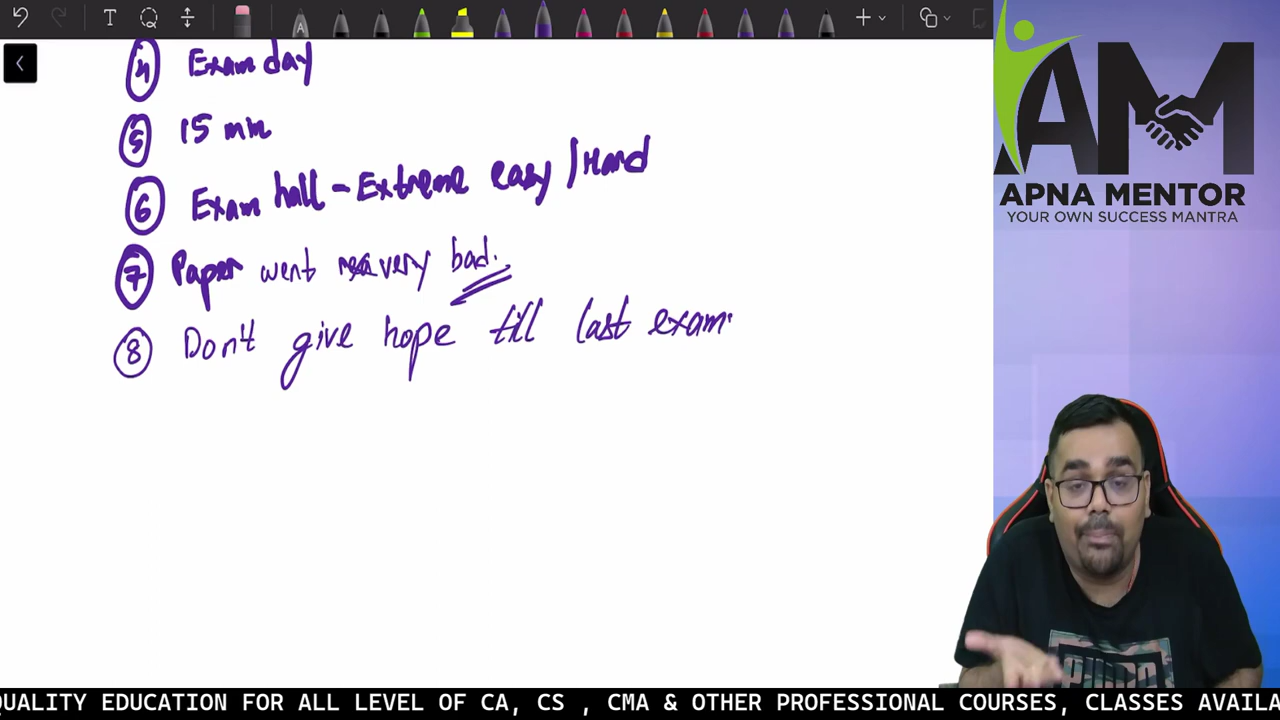 4 Exam day
5 15 min
6 Exam hall - Extreme easy / Hard
7 Paper went very bad.
8 Don't give hope till last exam.
AM
APNA MENTOR
YOUR OWN SUCCESS MANTRA
QUALITY EDUCATION FOR ALL LEVEL OF CA, CS , CMA & OTHER PROFESSIONAL COURSES, CLASSES AVAILA